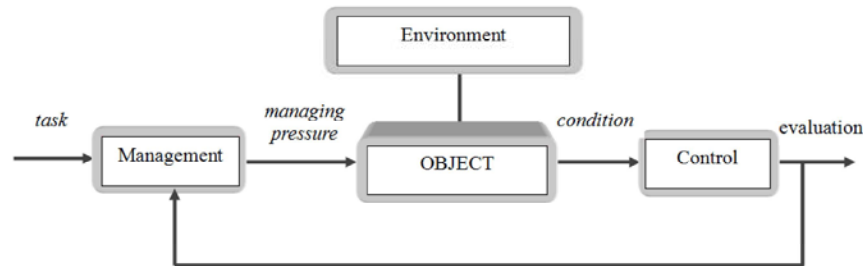 Environment
task
managing
pressure
condition
evaluation
Management
OBJECT
Control